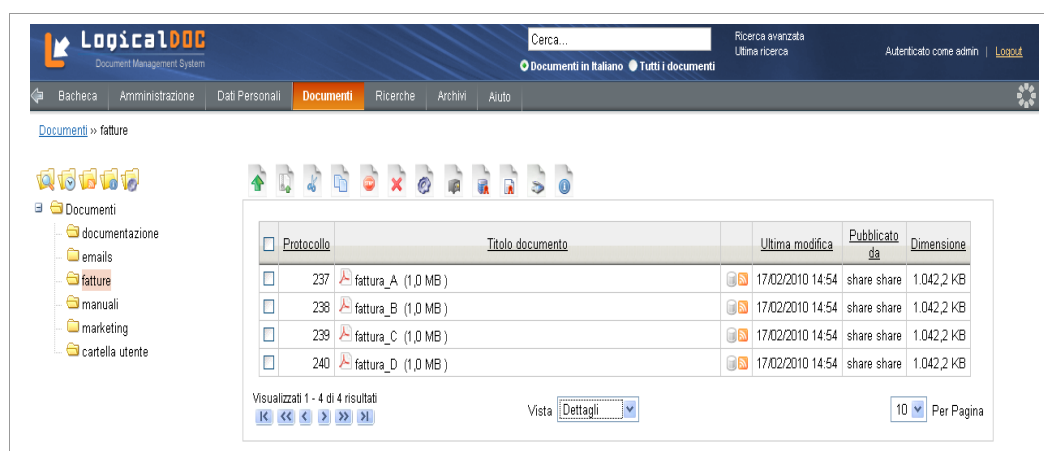 LogicalDOC
Document Management System
Cerca...
Documenti in Italiano Tutti i documenti
Ricerca avanzata
Ultima ricerca
Autenticato come admin | Logout
Bacheca Amministrazione Dati Personali Documenti Ricerche Archivi Aiuto
Documenti » fatture
Documenti
documentazione
emails
fatture
manuali
marketing
cartella utente
Protocollo Titolo documento Ultima modifica Pubblicato da Dimensione
237 fattura_A (1,0 MB ) 17/02/2010 14:54 share share 1.042,2 KB
238 fattura_B (1,0 MB ) 17/02/2010 14:54 share share 1.042,2 KB
239 fattura_C (1,0 MB ) 17/02/2010 14:54 share share 1.042,2 KB
240 fattura_D (1,0 MB ) 17/02/2010 14:54 share share 1.042,2 KB
Visualizzati 1 - 4 di 4 risultati
Vista Dettagli
10 Per Pagina